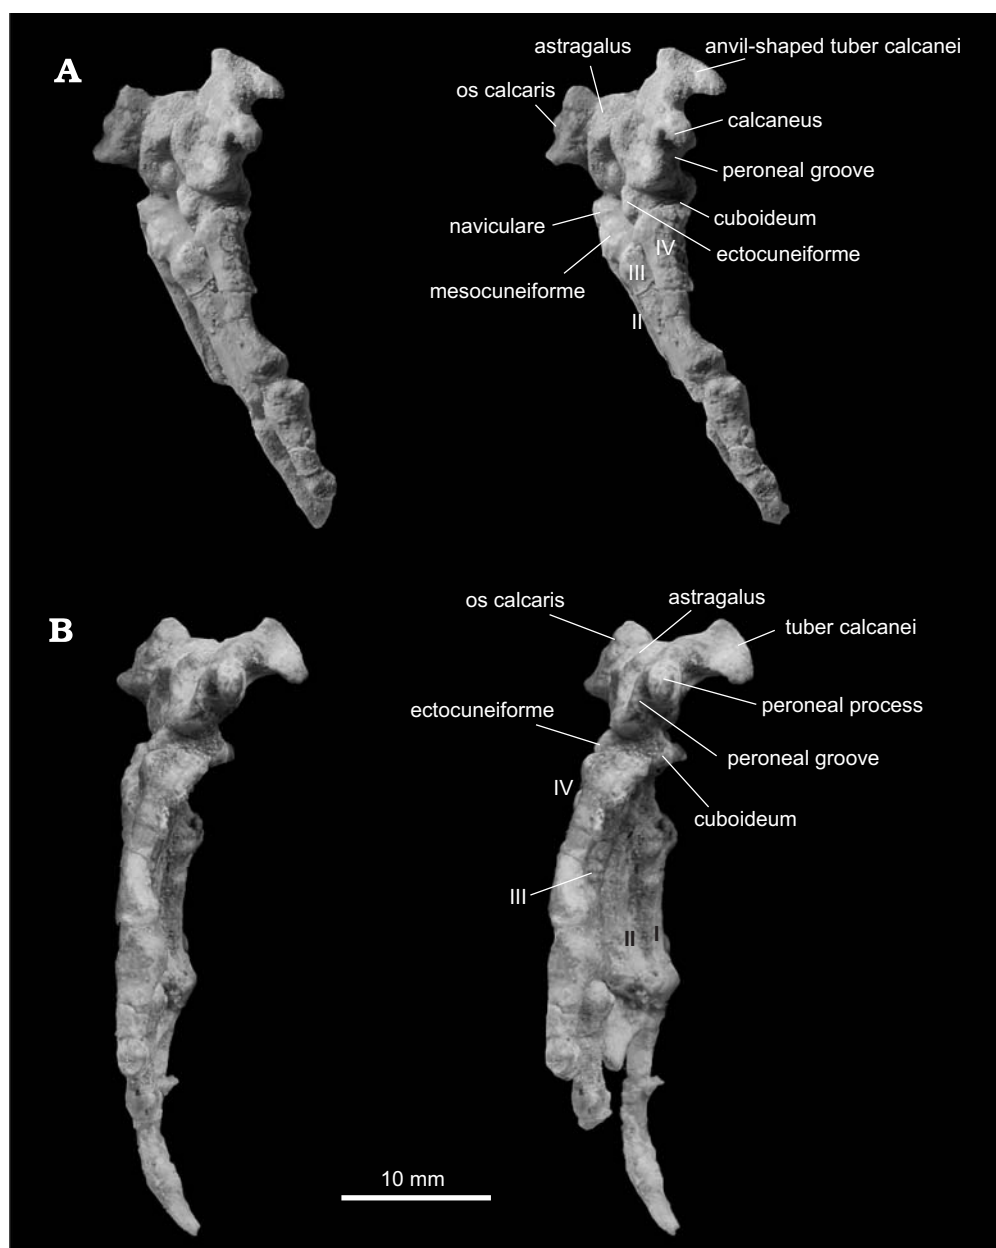 A
astragalus
anvil-shaped tuber calcanei
os calcaris
calcaneus
peroneal groove
naviculare
cuboideum
IV
ectocuneiforme
III
mesocuneiforme
II
B
os calcaris
astragalus
tuber calcanei
ectocuneiforme
peroneal process
peroneal groove
IV
cuboideum
III
II
I
10 mm